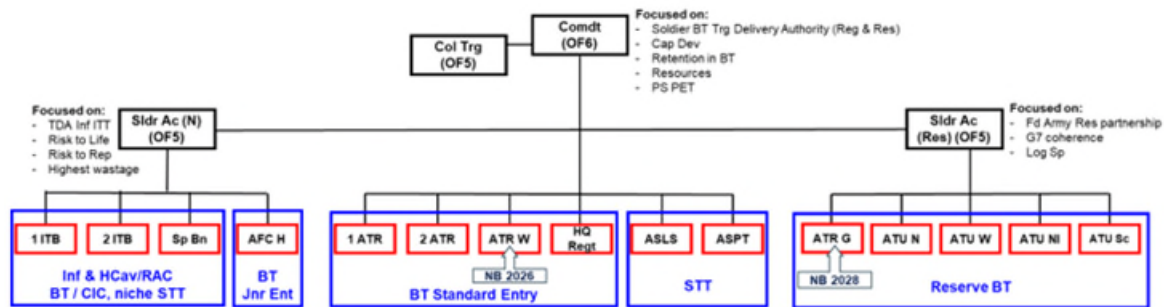 Focused on:
- Soldier BT Trg Delivery Authority (Reg & Res)
- Cap Dev
- Retention in BT
- Resources
- PS PET
Comdt
(OF6)
Col Trg
(OF5)
Focused on:
- TDA Inf ITT
- Risk to Life
- Risk to Rep
- Highest wastage
Sldr Ac (N)
(OF5)
Sldr Ac
(Res) (OF5)
Focused on:
- Fd Army Res partnership
- G7 coherence
- Log Sp
1 ITB
2 ITB
Sp Bn
AFC H
1 ATR
2 ATR
ATR W
HQ
Regt
ASLS
ASPT
ATR G
ATU N
ATU W
ATU NI
ATU Sc
Inf & HCav/RAC
BT / CIC, niche STT
BT
Jnr Ent
NB 2026
BT Standard Entry
STT
NB 2028
Reserve BT